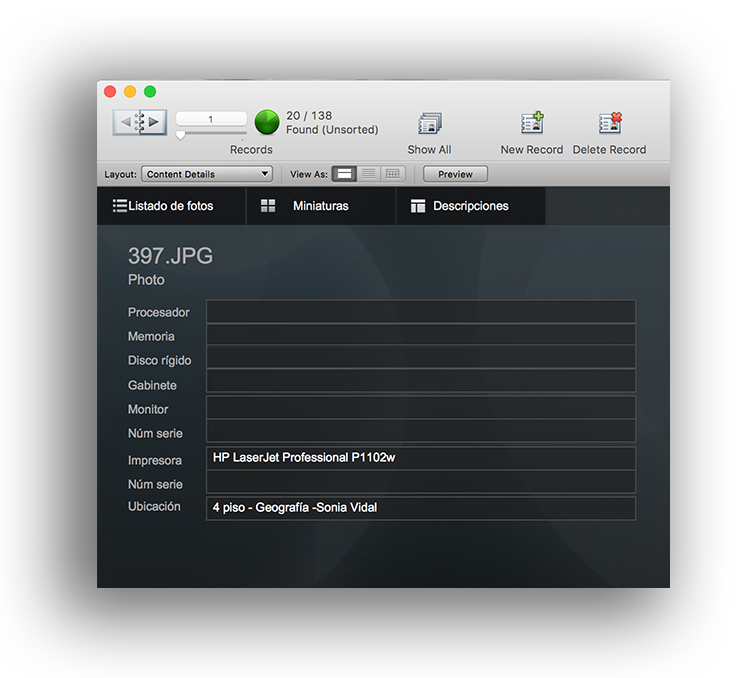 1
20 / 138
Found (Unsorted)
Records
Show All
New Record
Delete Record
Layout: Content Details
View As:
Preview
Listado de fotos
Miniaturas
Descripciones
397.JPG
Photo
Procesador
Memoria
Disco rígido
Gabinete
Monitor
Núm serie
Impresora HP LaserJet Professional P1102w
Núm serie
Ubicación 4 piso - Geografía -Sonia Vidal